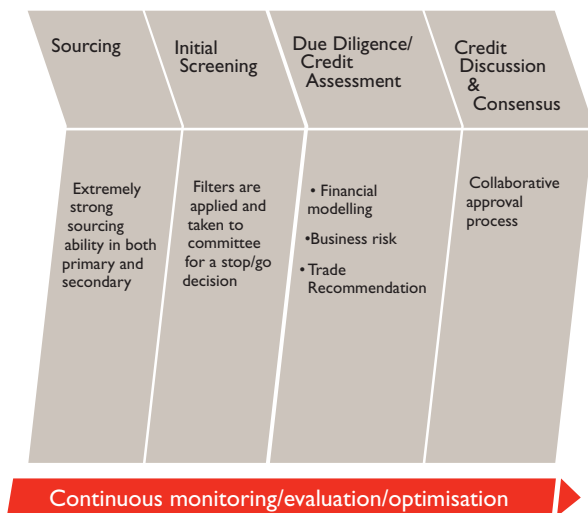 Sourcing
Initial
Screening
Due Diligence/
Credit
Assessment
Credit
Discussion
&
Consensus
Extremely
strong
sourcing
ability in both
primary and
secondary
Filters are
applied and
taken to
committee
for a stop/go
decision
• Financial
modelling
•Business risk
• Trade
Recommendation
Collaborative
approval
process
Continuous monitoring/evaluation/optimisation